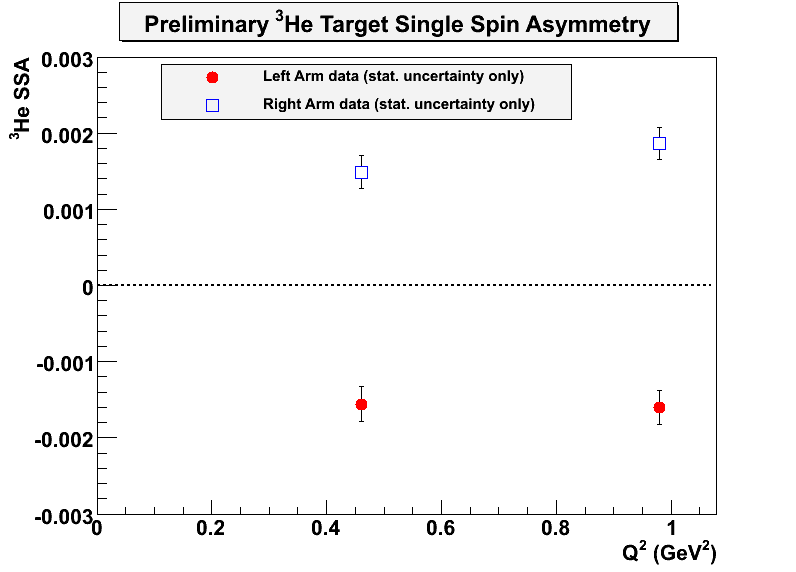 Preliminary ³He Target Single Spin Asymmetry
³He SSA
Left Arm data (stat. uncertainty only)
Right Arm data (stat. uncertainty only)
0.003
0.002
0.001
0
-0.001
-0.002
-0.003
0 0.2 0.4 0.6 0.8 1
Q² (GeV²)